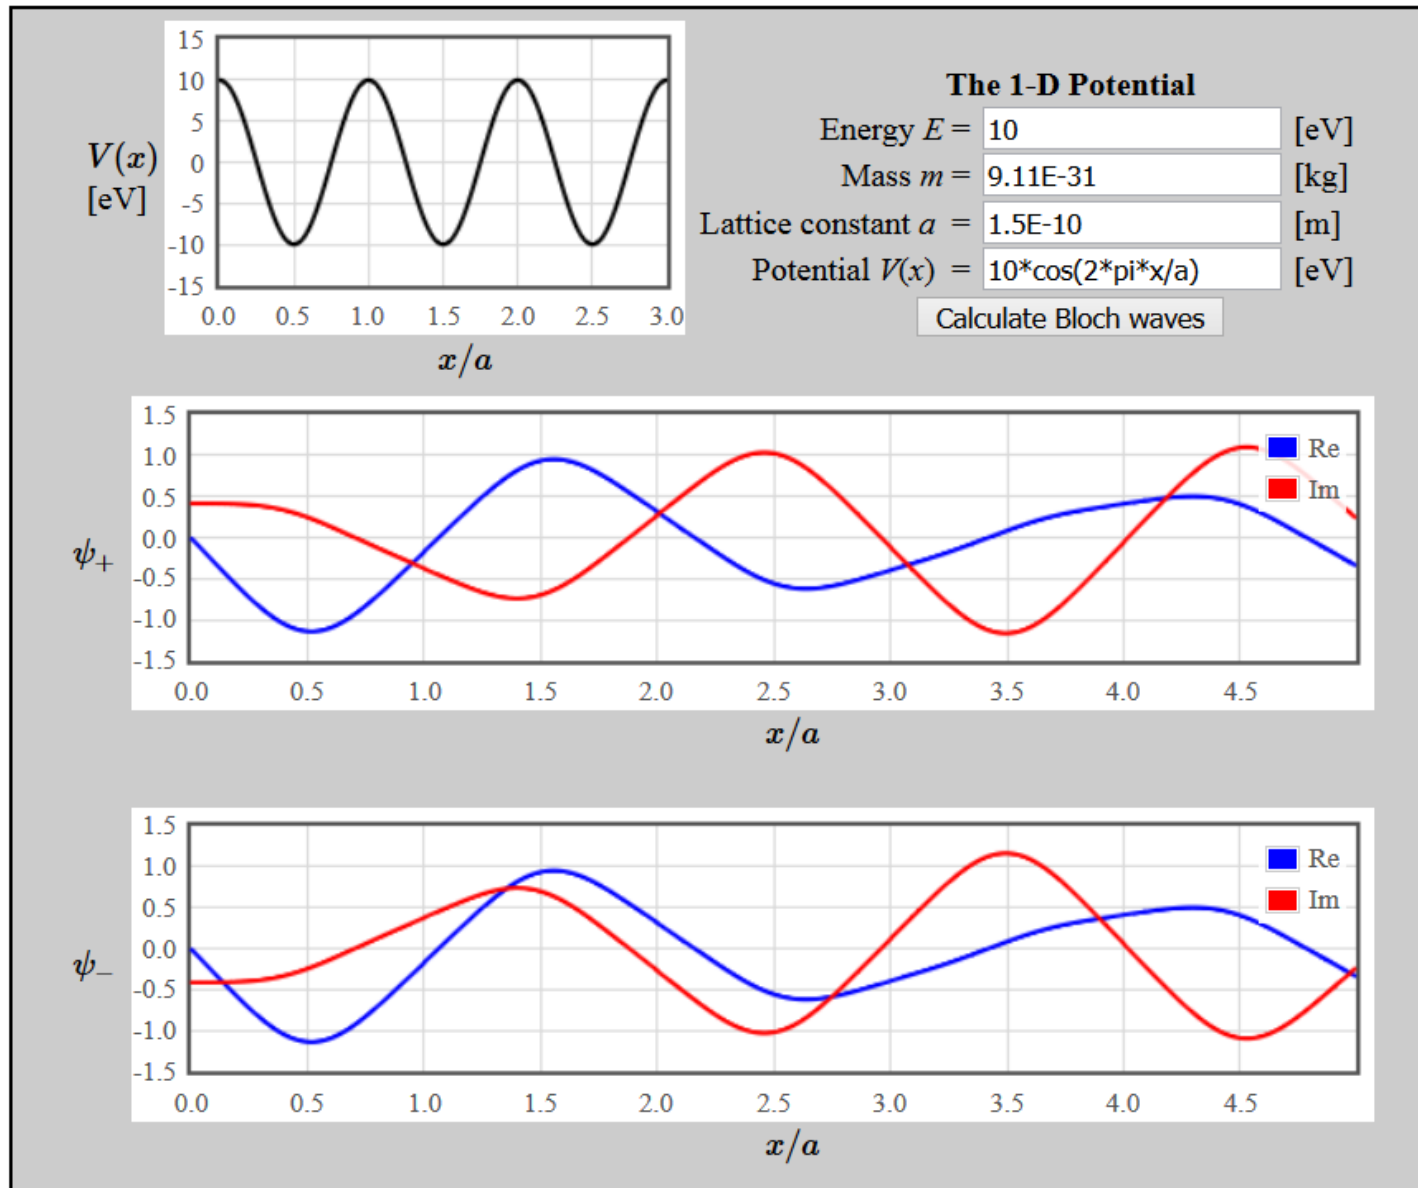 15
10
5
0
-5
-10
-15
V(x)
[eV]
0.0 0.5 1.0 1.5 2.0 2.5 3.0
x/a
The 1-D Potential
Energy E = 10 [eV]
Mass m = 9.11E-31 [kg]
Lattice constant a = 1.5E-10 [m]
Potential V(x) = 10*cos(2*pi*x/a) [eV]
Calculate Bloch waves
1.5
1.0
0.5
0.0
-0.5
-1.0
-1.5
ψ+
Re
Im
0.0 0.5 1.0 1.5 2.0 2.5 3.0 3.5 4.0 4.5
x/a
1.5
1.0
0.5
0.0
-0.5
-1.0
-1.5
ψ−
Re
Im
0.0 0.5 1.0 1.5 2.0 2.5 3.0 3.5 4.0 4.5
x/a